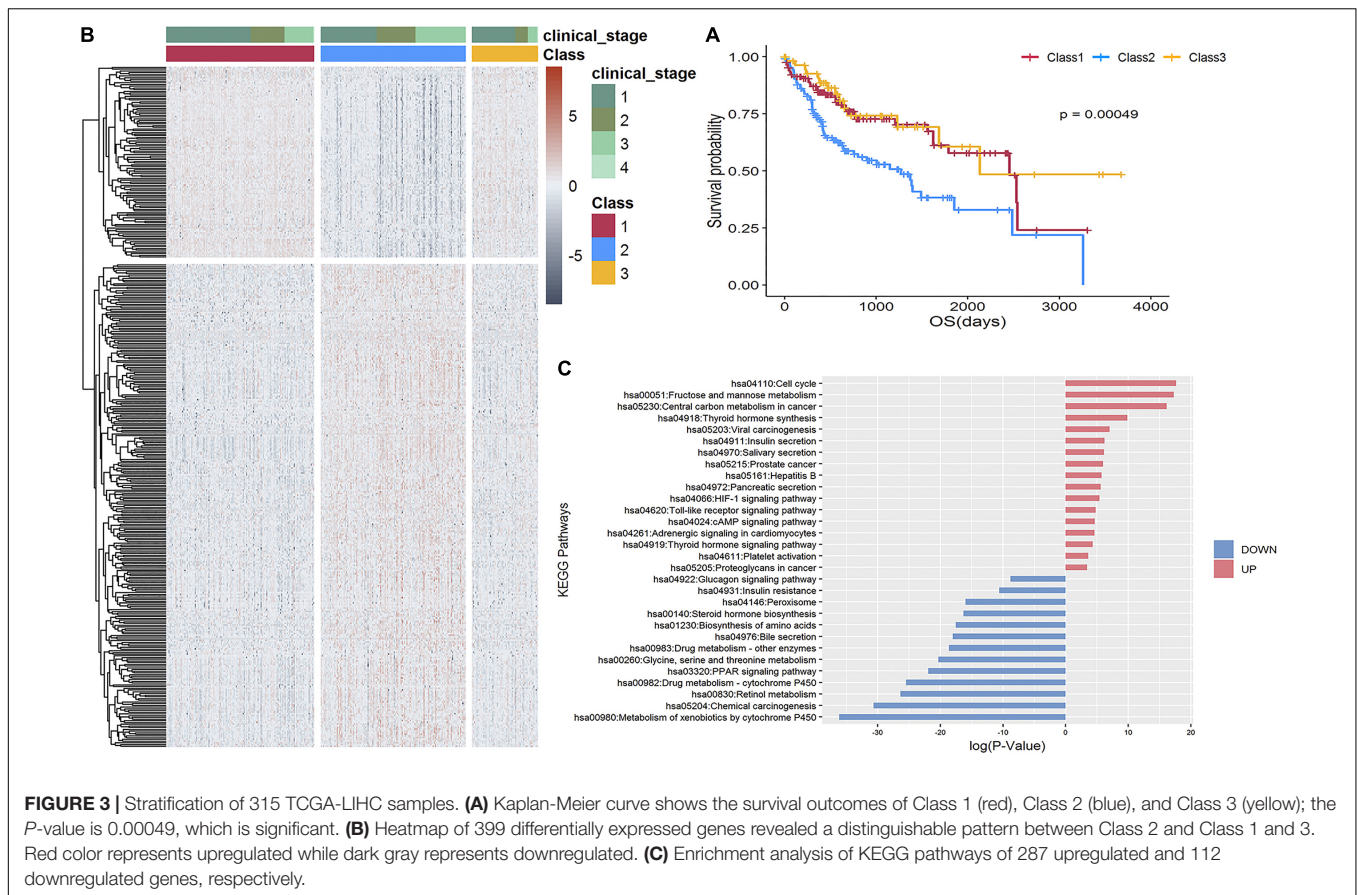 B
clinical_stage
Class
clinical_stage
1
2
3
4
Class
1
2
3
5
0
-5
A
Class1 Class2 Class3
p = 0.00049
Survival probability
1.00
0.75
0.50
0.25
0.00
0 1000 2000 3000 4000
OS(days)
C
KEGG Pathways
hsa04110:Cell cycle
hsa00051:Fructose and mannose metabolism
hsa05230:Central carbon metabolism in cancer
hsa04918:Thyroid hormone synthesis
hsa05203:Viral carcinogenesis
hsa04911:Insulin secretion
hsa04970:Salivary secretion
hsa05215:Prostate cancer
hsa05161:Hepatitis B
hsa04972:Pancreatic secretion
hsa04066:HIF-1 signaling pathway
hsa04620:Toll-like receptor signaling pathway
hsa04024:cAMP signaling pathway
hsa04261:Adrenergic signaling in cardiomyocytes
hsa04919:Thyroid hormone signaling pathway
hsa04611:Platelet activation
hsa05205:Proteoglycans in cancer
hsa04922:Glucagon signaling pathway
hsa04931:Insulin resistance
hsa04146:Peroxisome
hsa00140:Steroid hormone biosynthesis
hsa01230:Biosynthesis of amino acids
hsa04976:Bile secretion
hsa00983:Drug metabolism - other enzymes
hsa00260:Glycine, serine and threonine metabolism
hsa03320:PPAR signaling pathway
hsa00982:Drug metabolism - cytochrome P450
hsa00830:Retinol metabolism
hsa05204:Chemical carcinogenesis
hsa00980:Metabolism of xenobiotics by cytochrome P450
-30 -20 -10 0 10 20
log(P-Value)
DOWN
UP
FIGURE 3 | Stratification of 315 TCGA-LIHC samples. (A) Kaplan-Meier curve shows the survival outcomes of Class 1 (red), Class 2 (blue), and Class 3 (yellow); the
P-value is 0.00049, which is significant. (B) Heatmap of 399 differentially expressed genes revealed a distinguishable pattern between Class 2 and Class 1 and 3.
Red color represents upregulated while dark gray represents downregulated. (C) Enrichment analysis of KEGG pathways of 287 upregulated and 112
downregulated genes, respectively.